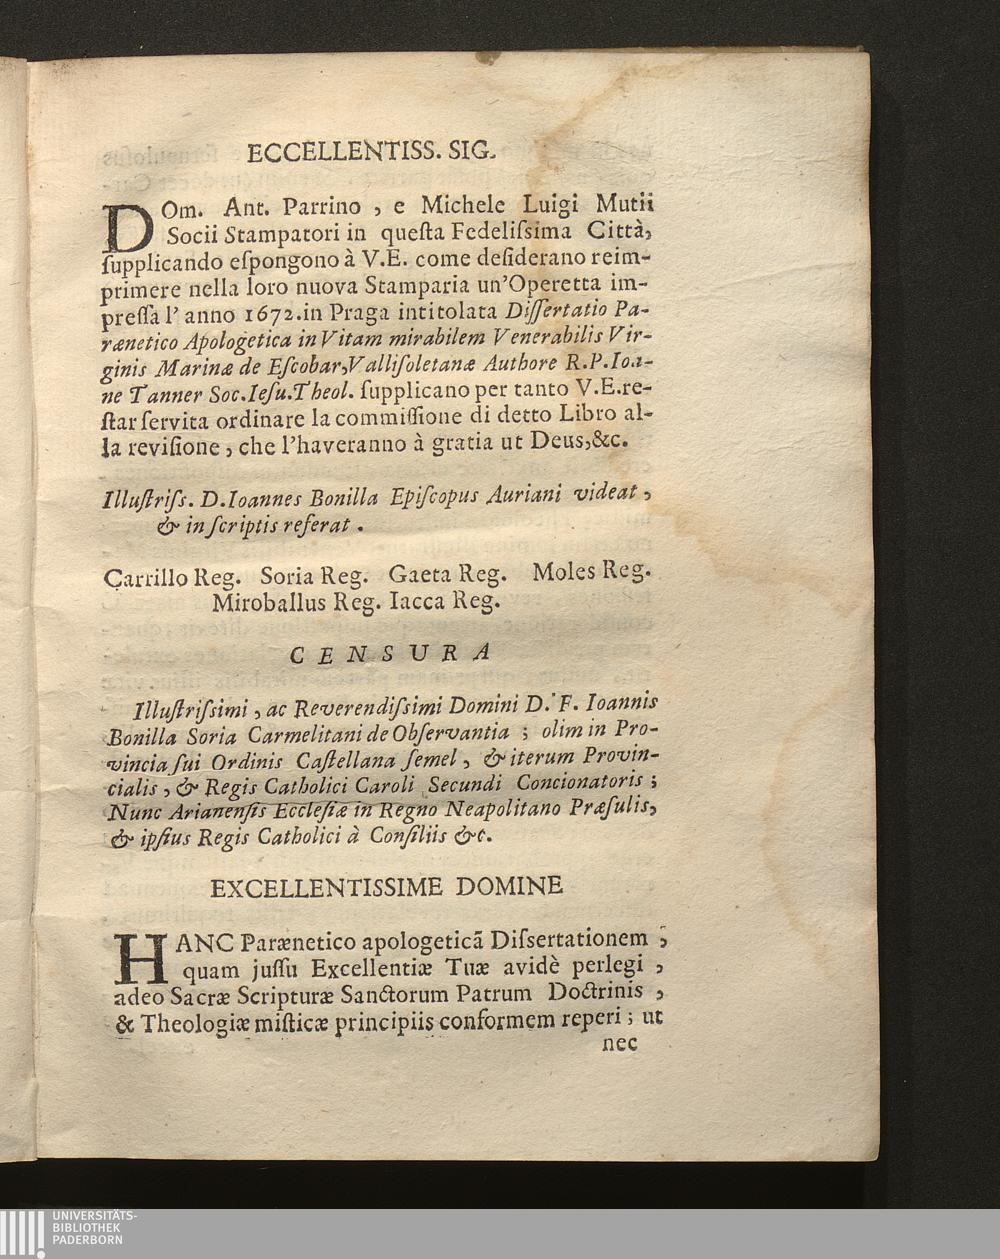 ECCELLENTISS. SIG.
DOm. Ant. Parrino , e Michele Luigi Mutii
Socii Stampatori in queſta Fedeliſsima Città,
ſupplicando eſpongono à V.E. come deſiderano reim-
primere nella loro nuova Stamparia un'Operetta im-
preſſa l' anno 1672.in Praga intitolata Diſſertatio Pa-
rænetico Apologetica in Vitam mirabilem Venerabilis Vir-
ginis Marinæ de Eſcobar,Valliſoletanæ Authore R.P.Ioa-
ne Tanner Soc.Ieſu.Theol. ſupplicano per tanto V.E.re-
ſtar ſervita ordinare la commiſſione di detto Libro al-
la reviſione , che l'haveranno à gratia ut Deus,&c.
Illuſtriſs. D.Ioannes Bonilla Epiſcopus Auriani videat ,
& in ſcriptis referat .
Carrillo Reg. Soria Reg. Gaeta Reg. Moles Reg.
Miroballus Reg. Iacca Reg.
CENSURA
Illuſtriſsimi , ac Reverendiſsimi Domini D. F. Ioannis
Bonilla Soria Carmelitani de Obſervantia ; olim in Pro-
vincia ſui Ordinis Caſtellana ſemel , & iterum Provin-
cialis , & Regis Catholici Caroli Secundi Concionatoris ;
Nunc Arianenſis Eccleſiæ in Regno Neapolitano Præſulis,
& ipſius Regis Catholici à Conſiliis &c.
EXCELLENTISSIME DOMINE
HANC Parænetico apologeticã Diſsertationem ,
quam juſſu Excellentiæ Tuæ avidè perlegi ,
adeo Sacræ Scripturæ Sanctorum Patrum Doctrinis ,
& Theologiæ miſticæ principiis conformem reperi ; ut
nec
UNIVERSITÄTS-
BIBLIOTHEK
PADERBORN